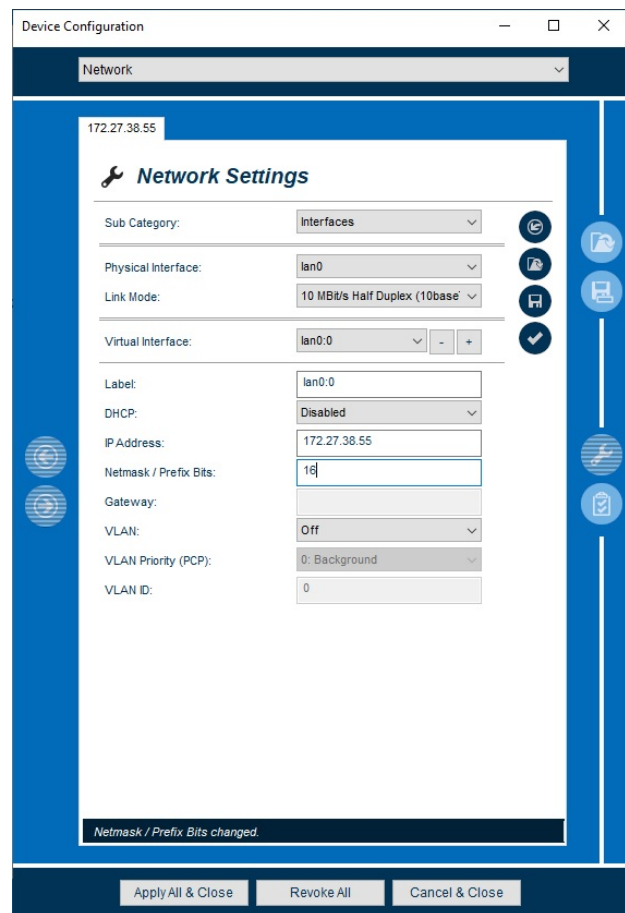 Device Configuration
Network
172.27.38.55
Network Settings
Sub Category: Interfaces
Physical Interface: lan0
Link Mode: 10 MBit/s Half Duplex (10baseT
Virtual Interface: lan0:0 - +
Label: lan0:0
DHCP: Disabled
IP Address: 172.27.38.55
Netmask / Prefix Bits: 16
Gateway:
VLAN: Off
VLAN Priority (PCP): 0: Background
VLAN ID: 0
Netmask / Prefix Bits changed.
Apply All & Close Revoke All Cancel & Close